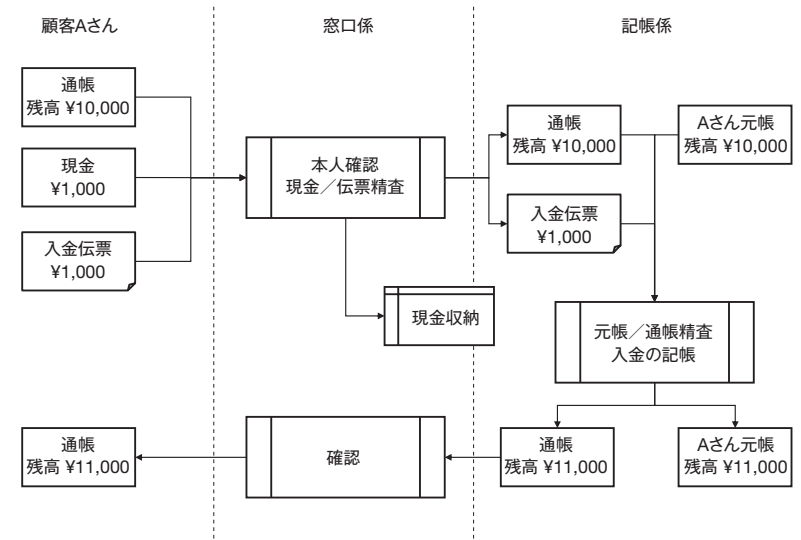 顧客Aさん
窓口係
記帳係
通帳
残高 ¥10,000
現金
¥1,000
入金伝票
¥1,000
本人確認
現金／伝票精査
現金収納
通帳
残高 ¥10,000
Aさん元帳
残高 ¥10,000
入金伝票
¥1,000
元帳／通帳精査
入金の記帳
通帳
残高 ¥11,000
確認
通帳
残高 ¥11,000
Aさん元帳
残高 ¥11,000